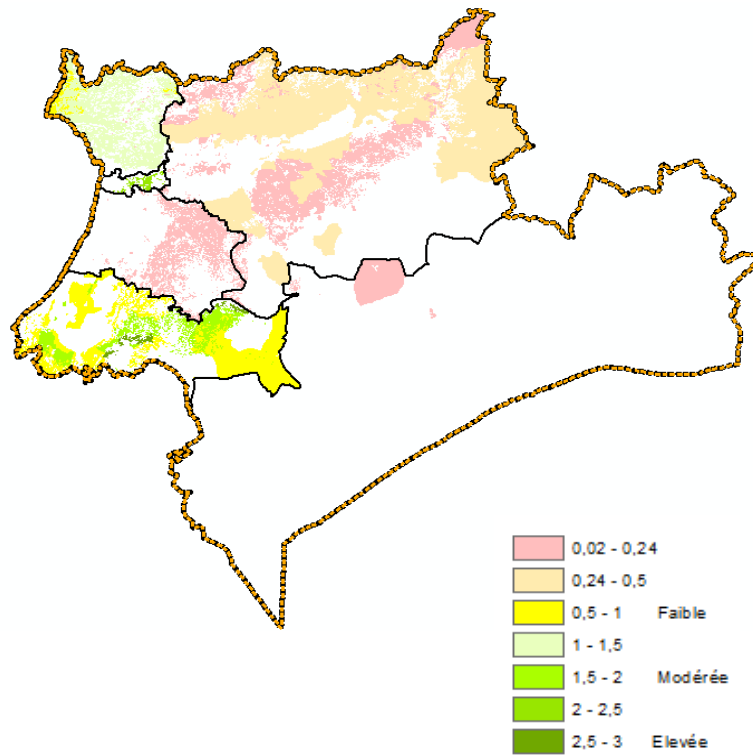 0,02 - 0,24
0,24 - 0,5
0,5 - 1 Faible
1 - 1,5
1,5 - 2 Modérée
2 - 2,5
2,5 - 3 Elevée